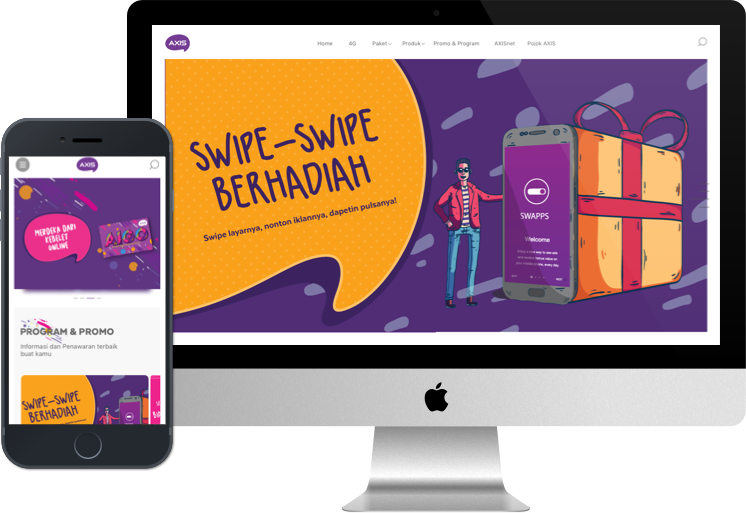 AXIS
Home 4G Paket Produk Promo & Program AXISnet Pojok AXIS
SWIPE-SWIPE
BERHADIAH
Swipe layarnya, nonton iklannya, dapetin pulsanya!
SWAPPS
Welcome
AXIS
MERDEKA DARI
REBELET
ONLINE
AIGO
PROGRAM & PROMO
Informasi dan Penawaran terbaik
buat kamu
SWIPE-SWIPE
BERHADIAH